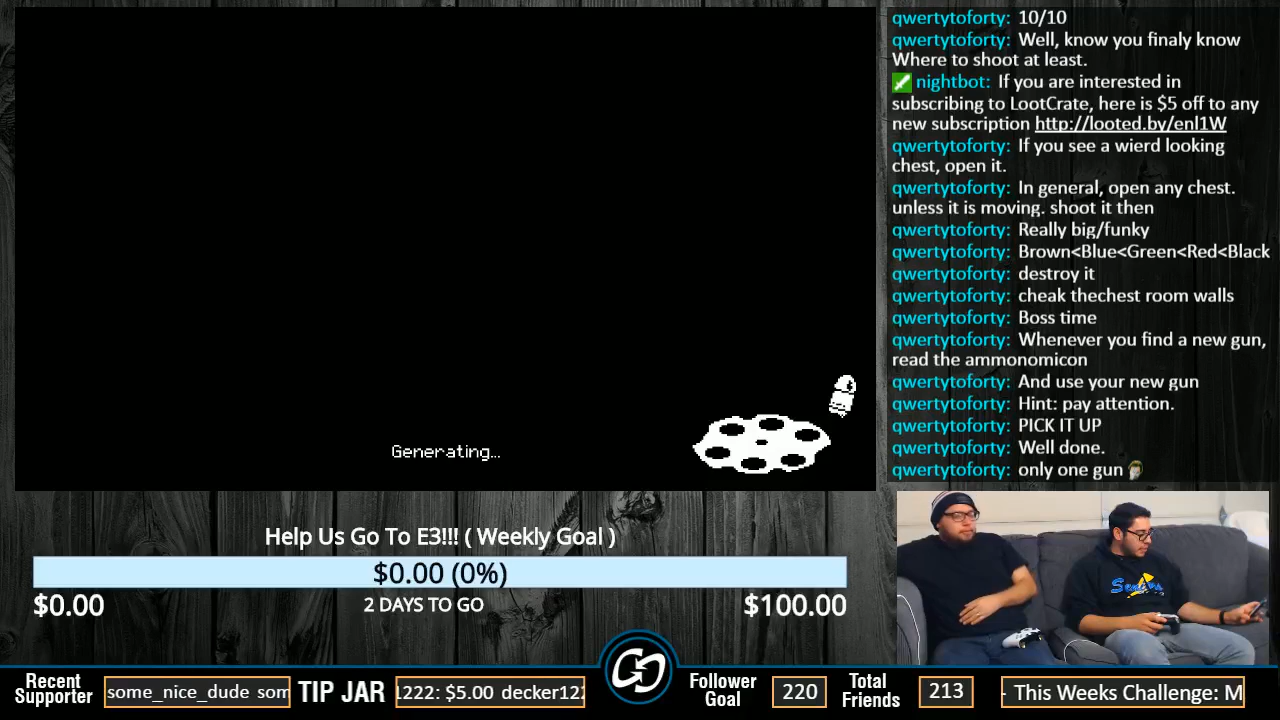 qwertytoforty: 10/10
qwertytoforty: Well, know you finaly know
Where to shoot at least.
nightbot: If you are interested in
subscribing to LootCrate, here is $5 off to any
new subscription http://looted.by/enl1W
qwertytoforty: If you see a wierd looking
chest, open it.
qwertytoforty: In general, open any chest.
unless it is moving. shoot it then
qwertytoforty: Really big/funky
qwertytoforty: Brown<Blue<Green<Red<Black
qwertytoforty: destroy it
qwertytoforty: cheak thechest room walls
qwertytoforty: Boss time
qwertytoforty: Whenever you find a new gun,
read the ammonomicon
qwertytoforty: And use your new gun
qwertytoforty: Hint: pay attention.
qwertytoforty: PICK IT UP
qwertytoforty: Well done.
qwertytoforty: only one gun
Generating...
Help Us Go To E3!!! ( Weekly Goal )
$0.00 (0%)
$0.00 2 DAYS TO GO $100.00
Recent
Supporter
some_nice_dude som
TIP JAR
1222: $5.00 decker122
Follower
Goal
220
Total
Friends
213
- This Weeks Challenge: M